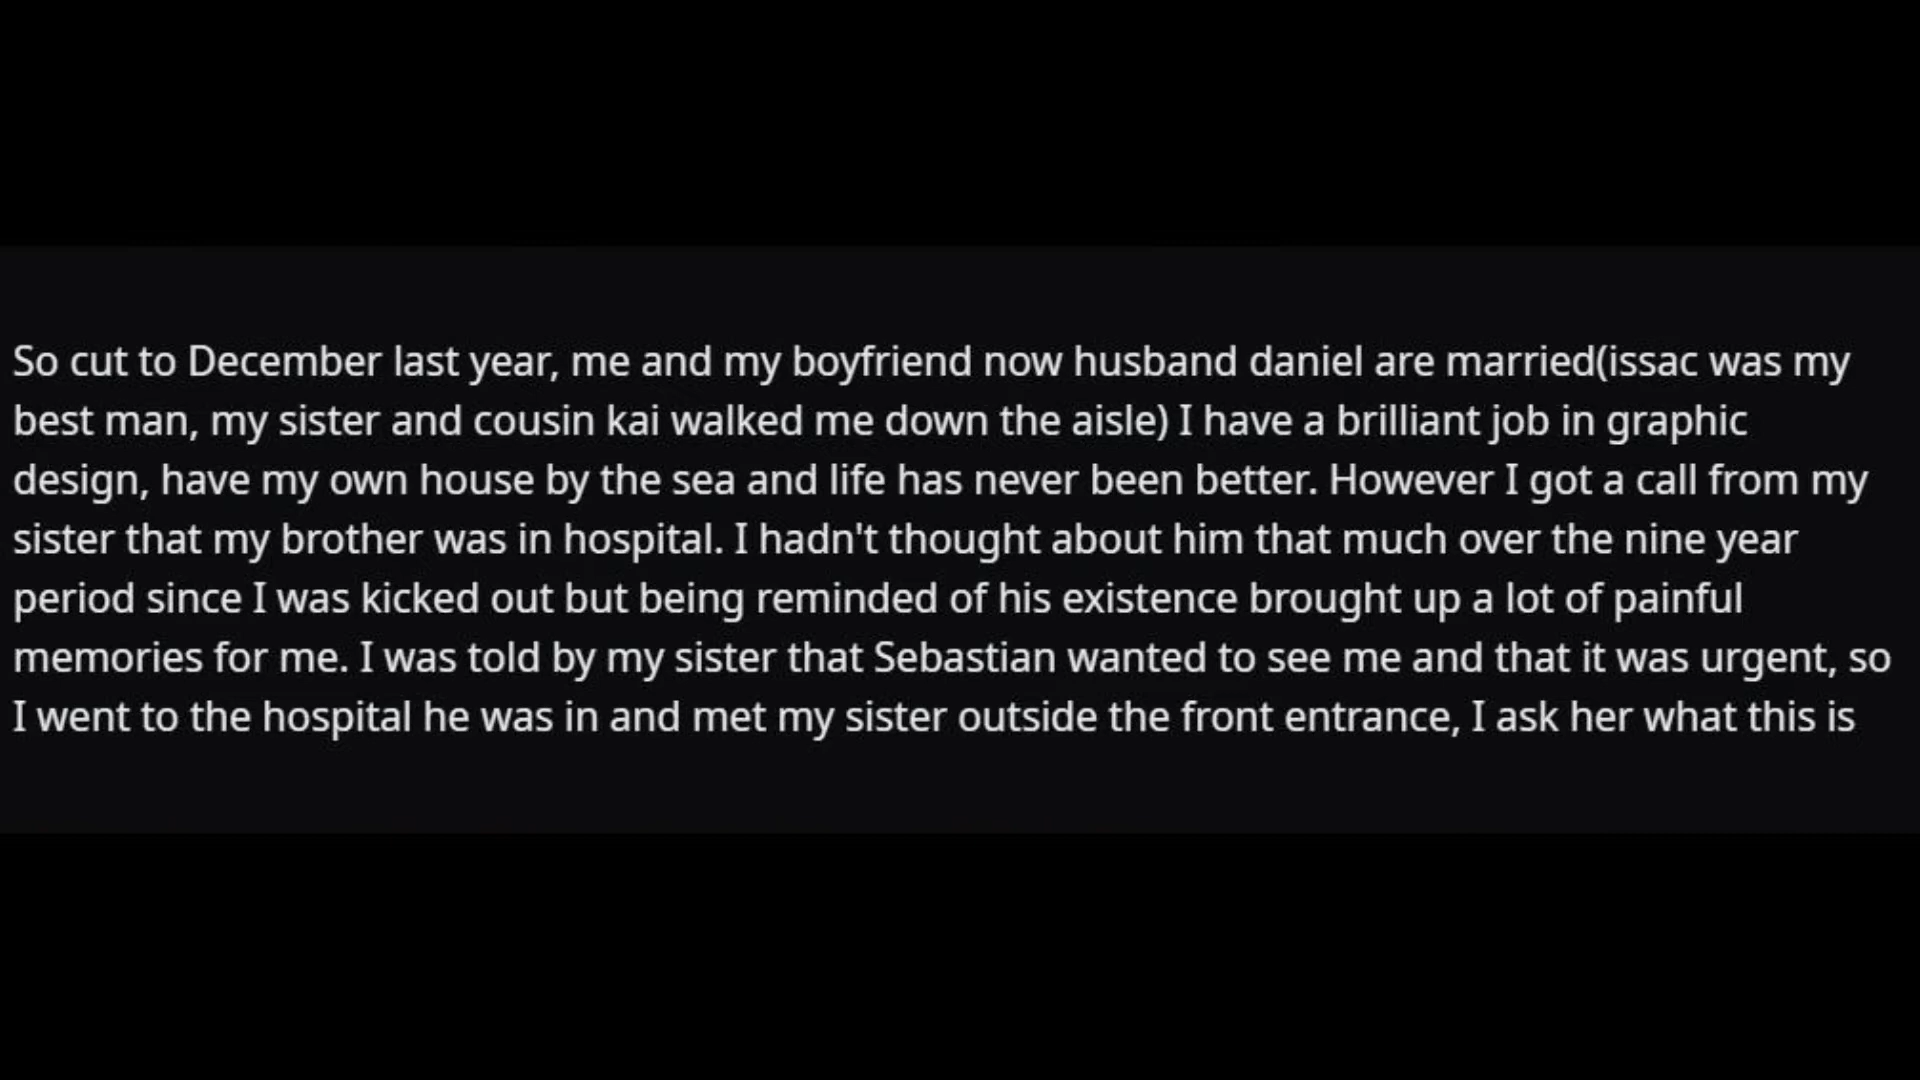 So cut to December last year, me and my boyfriend now husband daniel are married(issac was my
best man, my sister and cousin kai walked me down the aisle) I have a brilliant job in graphic
design, have my own house by the sea and life has never been better. However I got a call from my
sister that my brother was in hospital. I hadn't thought about him that much over the nine year
period since I was kicked out but being reminded of his existence brought up a lot of painful
memories for me. I was told by my sister that Sebastian wanted to see me and that it was urgent, so
I went to the hospital he was in and met my sister outside the front entrance, I ask her what this is